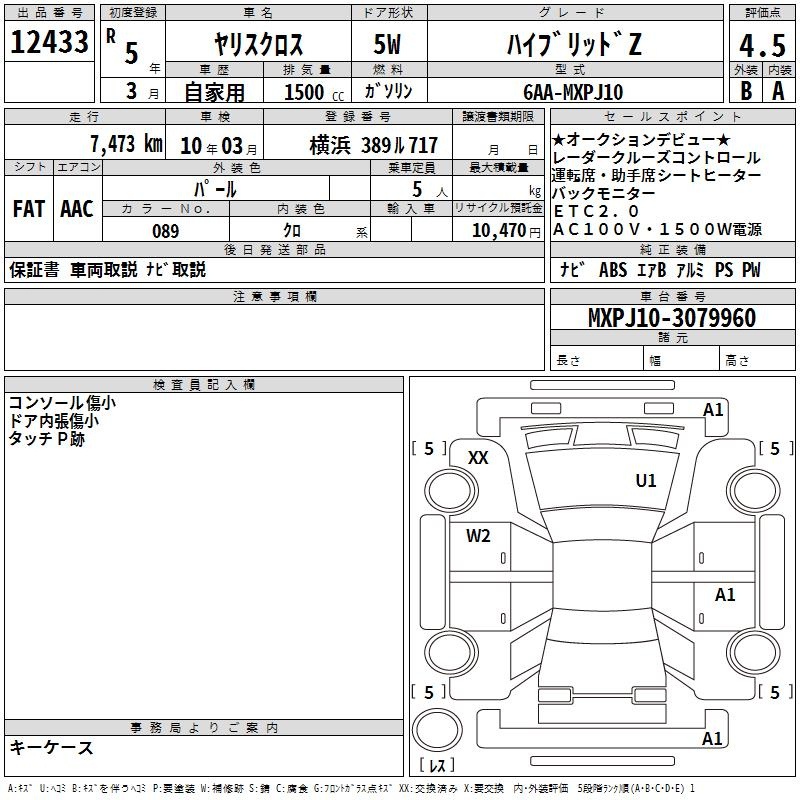 出品番号 初度登録 車名 ドア形状 グレード 評価点
12433 R 5 年 ヤリスクロス 5W ﾊｲﾌﾞﾘｯﾄﾞZ 4.5
車歴 排気量 燃料 型式 外装 内装
3 月 自家用 1500 CC ｶﾞｿﾘﾝ 6AA-MXPJ10 B A
走行 車検 登録番号 譲渡書類期限
7,473 km 10 年 03 月 横浜 389ﾙ717 月 日
シフト エアコン 外装色 乗車定員 最大積載量
FAT AAC ﾊﾟｰﾙ 5 人 kg
カラーNo. 内装色 輸入車 リサイクル預託金
089 ｸﾛ 系 10,470 円
後日発送部品
保証書 車両取説 ﾅﾋﾞ取説
セールスポイント
★オークションデビュー★
レーダークルーズコントロール
運転席・助手席シートヒーター
バックモニター
ＥＴＣ２．０
ＡＣ１００Ｖ・１５００Ｗ電源
純正装備
ﾅﾋﾞ ABS ｴｱB ｱﾙﾐ PS PW
注意事項欄
車台番号
MXPJ10-3079960
諸元
長さ 幅 高さ
検査員記入欄
コンソール傷小
ドア内張傷小
タッチＰ跡
事務局よりご案内
キーケース
A1
[ 5 ] XX [ 5 ]
U1
W2
A1
[ 5 ] [ 5 ]
A1
[ ﾚｽ ]
A:ｷｽﾞ U:ﾍｺﾐ B:ｷｽﾞを伴うﾍｺﾐ P:要塗装 W:補修跡 S:錆 C:腐食 G:ﾌﾛﾝﾄｶﾞﾗｽ点ｷｽﾞ XX:交換済み X:要交換 内・外装評価 5段階ﾗﾝｸ順(A・B・C・D・E) 1